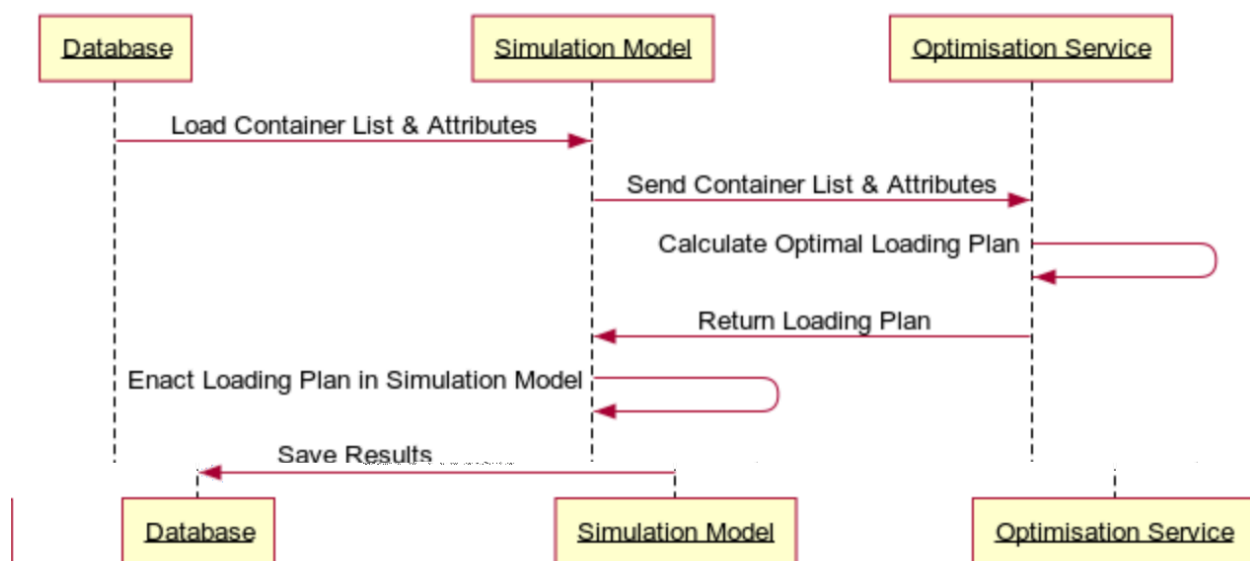 Database
Simulation Model
Optimisation Service
Load Container List & Attributes
Send Container List & Attributes
Calculate Optimal Loading Plan
Return Loading Plan
Enact Loading Plan in Simulation Model
Save Results
Database
Simulation Model
Optimisation Service